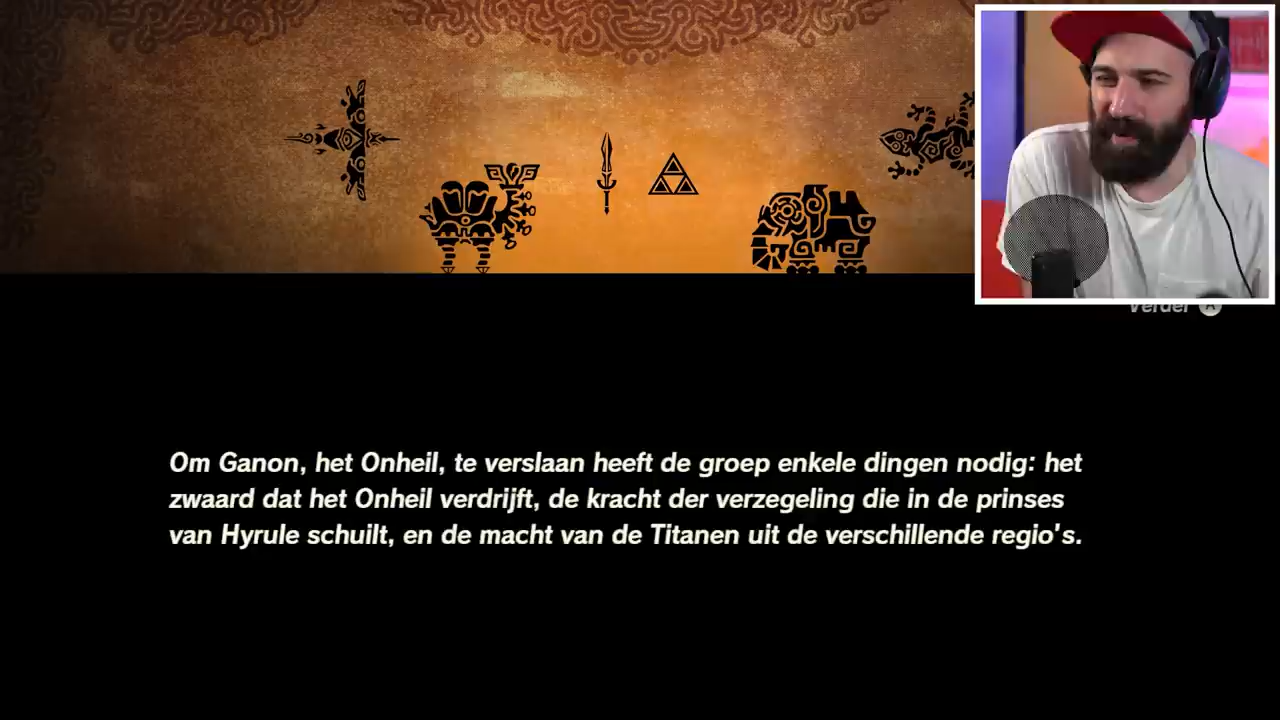 Verder A
Om Ganon, het Onheil, te verslaan heeft de groep enkele dingen nodig: het
zwaard dat het Onheil verdrijft, de kracht der verzegeling die in de prinses
van Hyrule schuilt, en de macht van de Titanen uit de verschillende regio's.